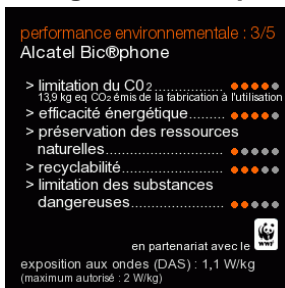 performance environnementale : 3/5
Alcatel Bic®phone
> limitation du CO2.................
13,9 kg eq CO2 émis de la fabrication à l'utilisation
> efficacité énergétique.........
> préservation des ressources
naturelles.........................
> recyclabilité.....................
> limitation des substances
dangereuses.....................
en partenariat avec le WWF
exposition aux ondes (DAS) : 1,1 W/kg
(maximum autorisé : 2 W/kg)